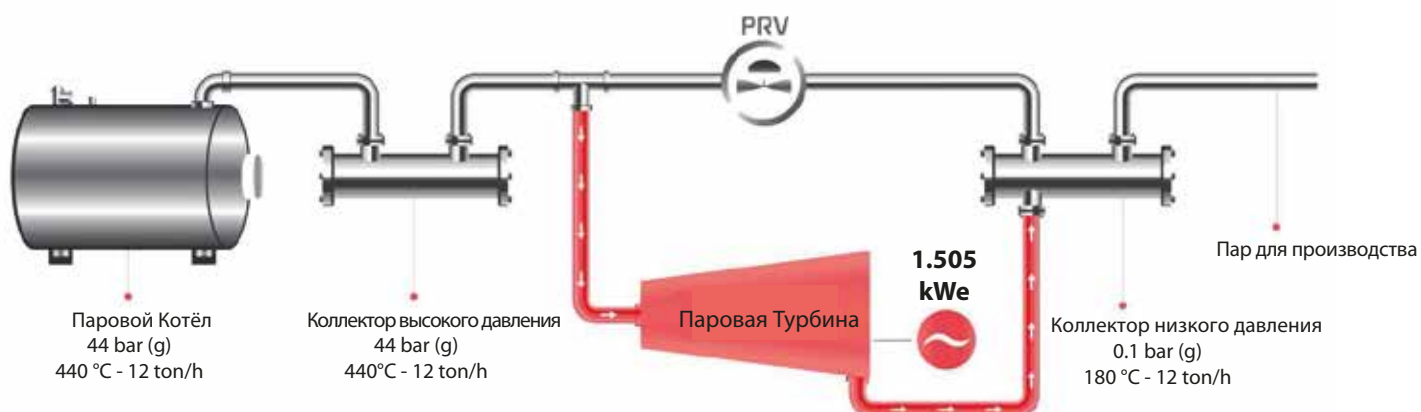 PRV
Паровой Котёл
44 bar (g)
440 °C - 12 ton/h
Коллектор высокого давления
44 bar (g)
440°C - 12 ton/h
Паровая Турбина
1.505
kWe
Коллектор низкого давления
0.1 bar (g)
180 °C - 12 ton/h
Пар для производства